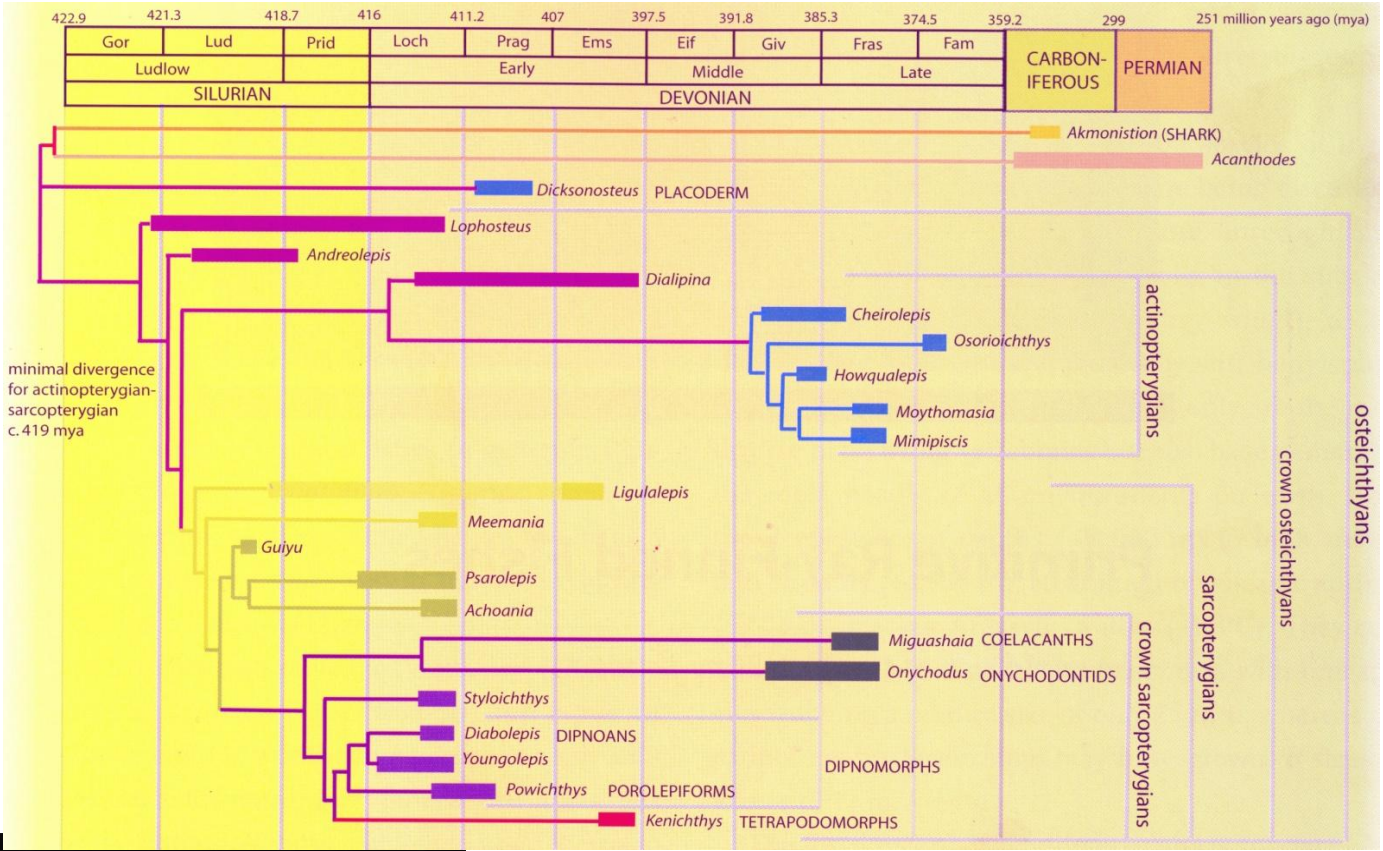 422.9 421.3 418.7 416 411.2 407 397.5 391.8 385.3 374.5 359.2 299 251 million years ago (mya)
Gor Lud Prid Loch Prag Ems Eif Giv Fras Fam
CARBON-
IFEROUS
PERMIAN
Ludlow Early Middle Late
SILURIAN DEVONIAN
Akmonistion (SHARK)
Acanthodes
Dicksonosteus PLACODERM
Lophosteus
Andreolepis
Dialipina
Cheirolepis
Osorioichthys
Howqualepis
Moythomasia
Mimipiscis
minimal divergence
for actinopterygian-
sarcopterygian
c. 419 mya
Ligulalepis
Meemania
Guiyu
Psarolepis
Achoania
Miguashaia COELACANTHS
Onychodus ONYCHODONTIDS
Styloichthys
Diabolepis DIPNOANS
Youngolepis
DIPNOMORPHS
Powichthys POROLEPIFORMS
Kenichthys TETRAPODOMORPHS
actinopterygians
crown sarcopterygians
sarcopterygians
crown osteichthyans
osteichthyans